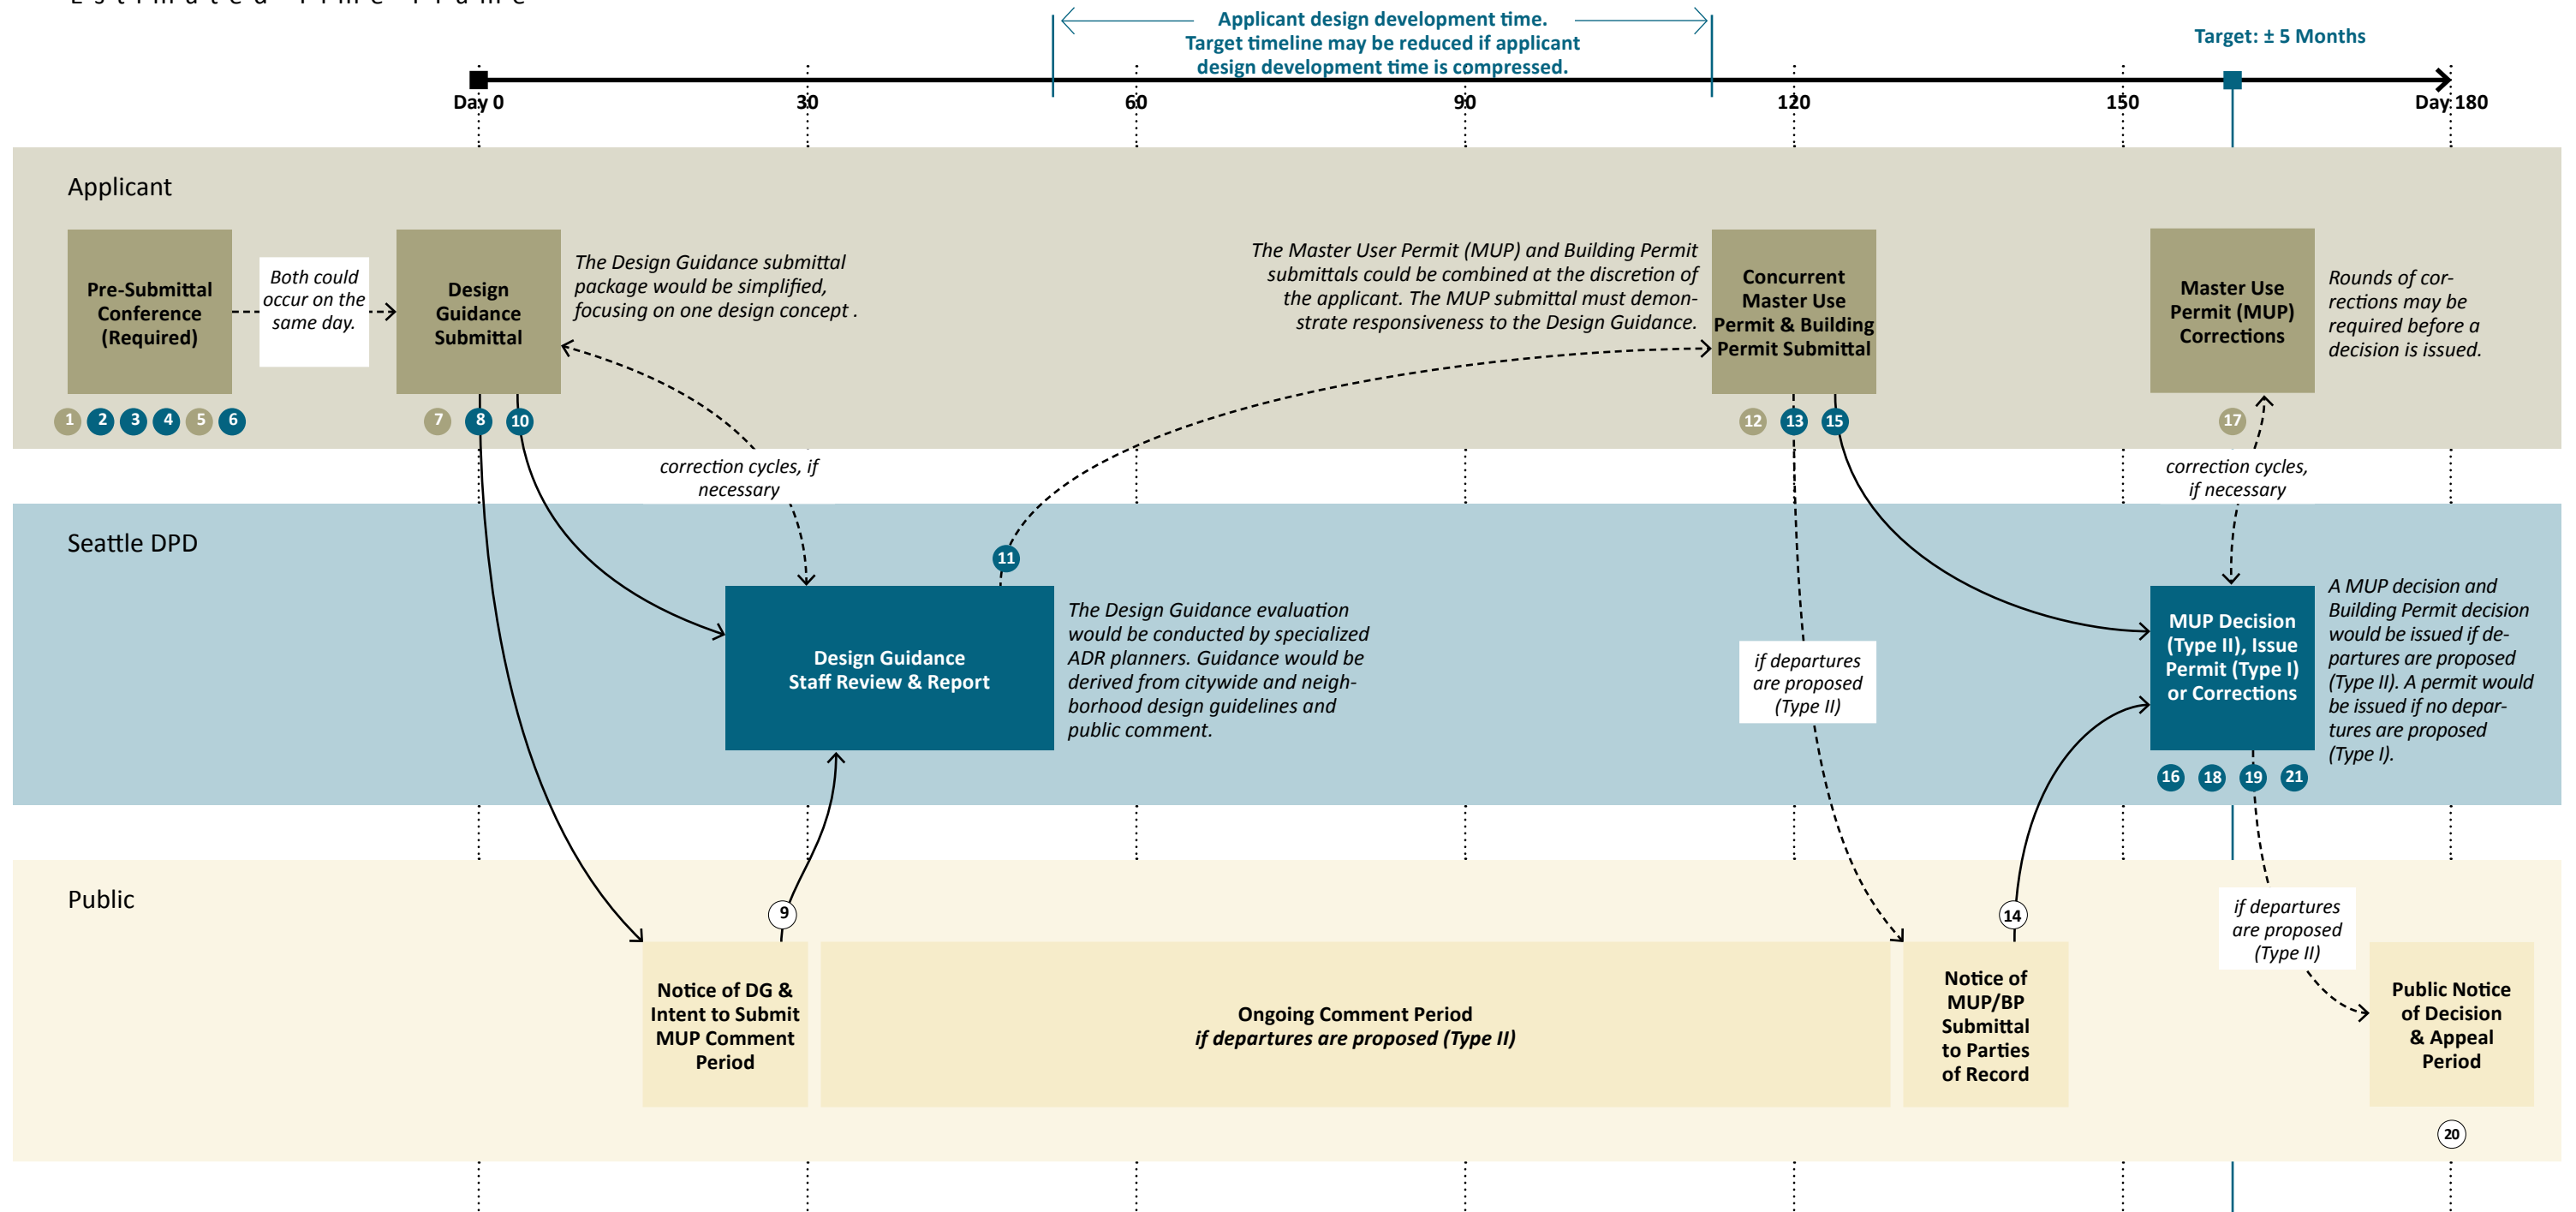 Estimated Time Frame
Applicant design development time.
Target timeline may be reduced if applicant
design development time is compressed.
Target: ± 5 Months
Day 0
30
60
90
120
150
Day 180
Applicant
Pre-Submittal
Conference
(Required)
Both could
occur on the
same day.
Design
Guidance
Submittal
The Design Guidance submittal
package would be simplified,
focusing on one design concept .
The Master User Permit (MUP) and Building Permit
submittals could be combined at the discretion of
the applicant. The MUP submittal must demon-
strate responsiveness to the Design Guidance.
Concurrent
Master Use
Permit & Building
Permit Submittal
Master Use
Permit (MUP)
Corrections
Rounds of cor-
rections may be
required before a
decision is issued.
1 2 3 4 5 6
7 8 10
12 13 15
17
correction cycles, if
necessary
correction cycles,
if necessary
Seattle DPD
11
Design Guidance
Staff Review & Report
The Design Guidance evaluation
would be conducted by specialized
ADR planners. Guidance would be
derived from citywide and neigh-
borhood design guidelines and
public comment.
if departures
are proposed
(Type II)
MUP Decision
(Type II), Issue
Permit (Type I)
or Corrections
A MUP decision and
Building Permit decision
would be issued if de-
partures are proposed
(Type II). A permit would
be issued if no depar-
tures are proposed
(Type I).
16 18 19 21
Public
9
14
if departures
are proposed
(Type II)
Notice of DG &
Intent to Submit
MUP Comment
Period
Ongoing Comment Period
if departures are proposed (Type II)
Notice of
MUP/BP
Submittal
to Parties
of Record
Public Notice
of Decision
& Appeal
Period
20